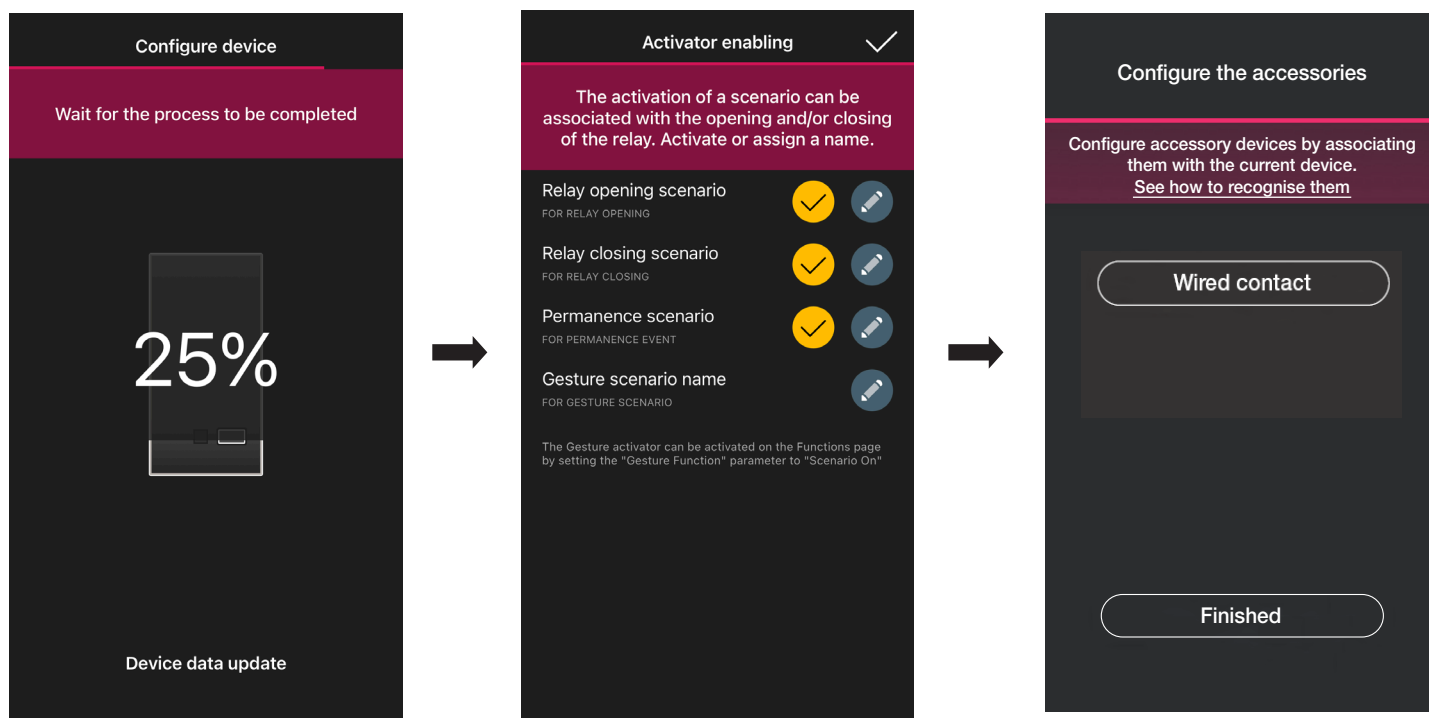 Configure device
Wait for the process to be completed
25%
Device data update
Activator enabling
The activation of a scenario can be
associated with the opening and/or closing
of the relay. Activate or assign a name.
Relay opening scenario
FOR RELAY OPENING
Relay closing scenario
FOR RELAY CLOSING
Permanence scenario
FOR PERMANENCE EVENT
Gesture scenario name
FOR GESTURE SCENARIO
The Gesture activator can be activated on the Functions page
by setting the "Gesture Function" parameter to "Scenario On"
Configure the accessories
Configure accessory devices by associating
them with the current device.
See how to recognise them
Wired contact
Finished